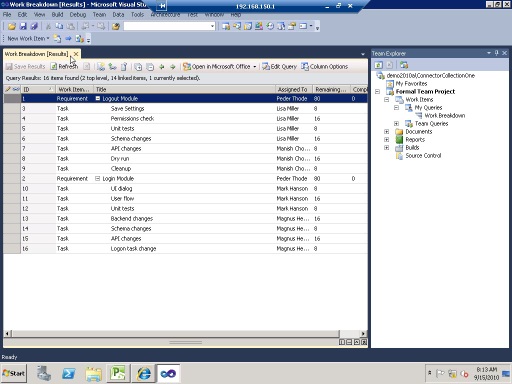 Work Breakdown [Results] - Microsoft Visual Stu
192.168.150.1
File Edit View Build Debug Team Data Tools Architecture Test Window Help
New Work Item
Work Breakdown [Results]
Team Explorer
Save Results Refresh Open in Microsoft Office Edit Query Column Options
Query Results: 16 items found (2 top level, 14 linked items, 1 currently selected).
ID Work Item... Title Assigned To Remaining... Compl
1 Requirement Logout Module Peder Thode 80 0
3 Task Save Settings Lisa Miller 8
4 Task Permissions check Lisa Miller 16
5 Task Unit tests Lisa Miller 8
6 Task Schema changes Lisa Miller 16
7 Task API changes Manish Cho... 8
8 Task Dry run Manish Cho... 16
9 Task Cleanup Manish Cho... 8
2 Requirement Login Module Peder Thode 80 0
10 Task UI dialog Mark Hanson 8
11 Task User flow Mark Hanson 16
12 Task Unit tests Mark Hanson 8
13 Task Backend changes Magnus He... 16
14 Task Schema changes Magnus He... 8
15 Task API changes Magnus He... 16
16 Task Logon task change Magnus He... 8
demo2010a\ConnectorCollectionOne
My Favorites
Formal Team Project
Work Items
My Queries
Work Breakdown
Team Queries
Documents
Reports
Builds
Source Control
Ready
Start
8:13 AM
9/15/2010